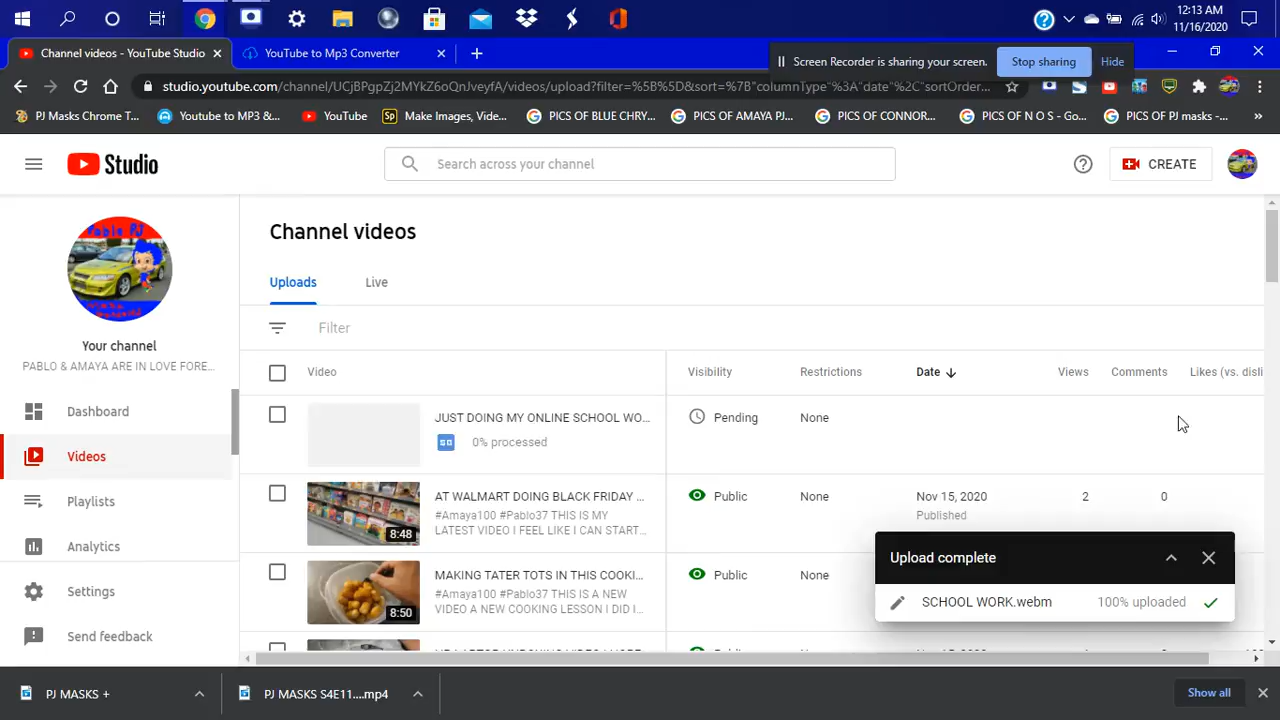 12:13 AM
11/16/2020
Channel videos - YouTube Studio
YouTube to Mp3 Converter
Screen Recorder is sharing your screen.
Stop sharing
Hide
studio.youtube.com/channel/UCJBPgpZj2MYkZ6oQnJveyfA/videos/upload?filter=%5B%5D&sort=%7B"columnType"%3A"date"%2C"sortOrder...
PJ Masks Chrome T...
Youtube to MP3 &...
YouTube
Sp
Make Images, Vide...
PICS OF BLUE CHRY...
PICS OF AMAYA PJ...
PICS OF CONNOR...
PICS OF N O S - Go...
PICS OF PJ masks -...
»
Studio
Search across your channel
CREATE
Pablo PJ
Your channel
PABLO & AMAYA ARE IN LOVE FORE...
Dashboard
Videos
Playlists
Analytics
Settings
Send feedback
Channel videos
Uploads
Live
Filter
Video
Visibility
Restrictions
Date
Views
Comments
Likes (vs. disli
JUST DOING MY ONLINE SCHOOL WO...
SD
0% processed
Pending
None
8:48
AT WALMART DOING BLACK FRIDAY ...
#Amaya100 #Pablo37 THIS IS MY
LATEST VIDEO I FEEL LIKE I CAN START...
Public
None
Nov 15, 2020
Published
2
0
8:50
MAKING TATER TOTS IN THIS COOKI...
#Amaya100 #Pablo37 THIS IS A NEW
VIDEO A NEW COOKING LESSON I DID I...
Public
None
Upload complete
SCHOOL WORK.webm
100% uploaded
PJ MASKS +
PJ MASKS S4E11....mp4
Show all